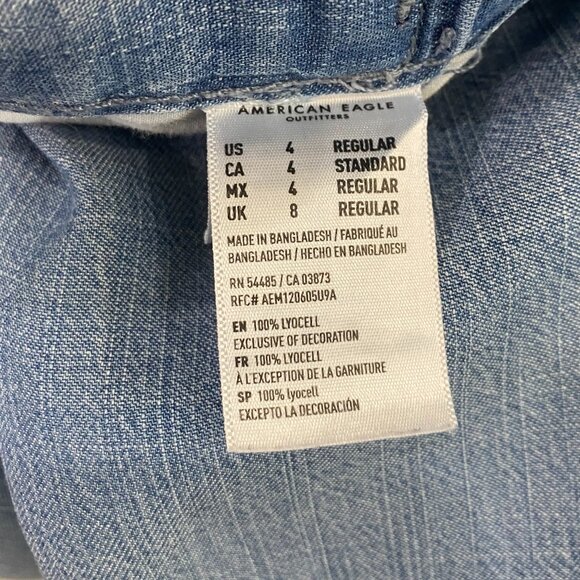 AMERICAN EAGLE
OUTFITTERS
US 4 REGULAR
CA 4 STANDARD
MX 4 REGULAR
UK 8 REGULAR
MADE IN BANGLADESH / FABRIQUÉ AU
BANGLADESH / HECHO EN BANGLADESH
RN 54485 / CA 03873
RFC# AEM120605U9A
EN 100% LYOCELL
EXCLUSIVE OF DECORATION
FR 100% LYOCELL
À L'EXCEPTION DE LA GARNITURE
SP 100% lyocell
EXCEPTO LA DECORACIÓN